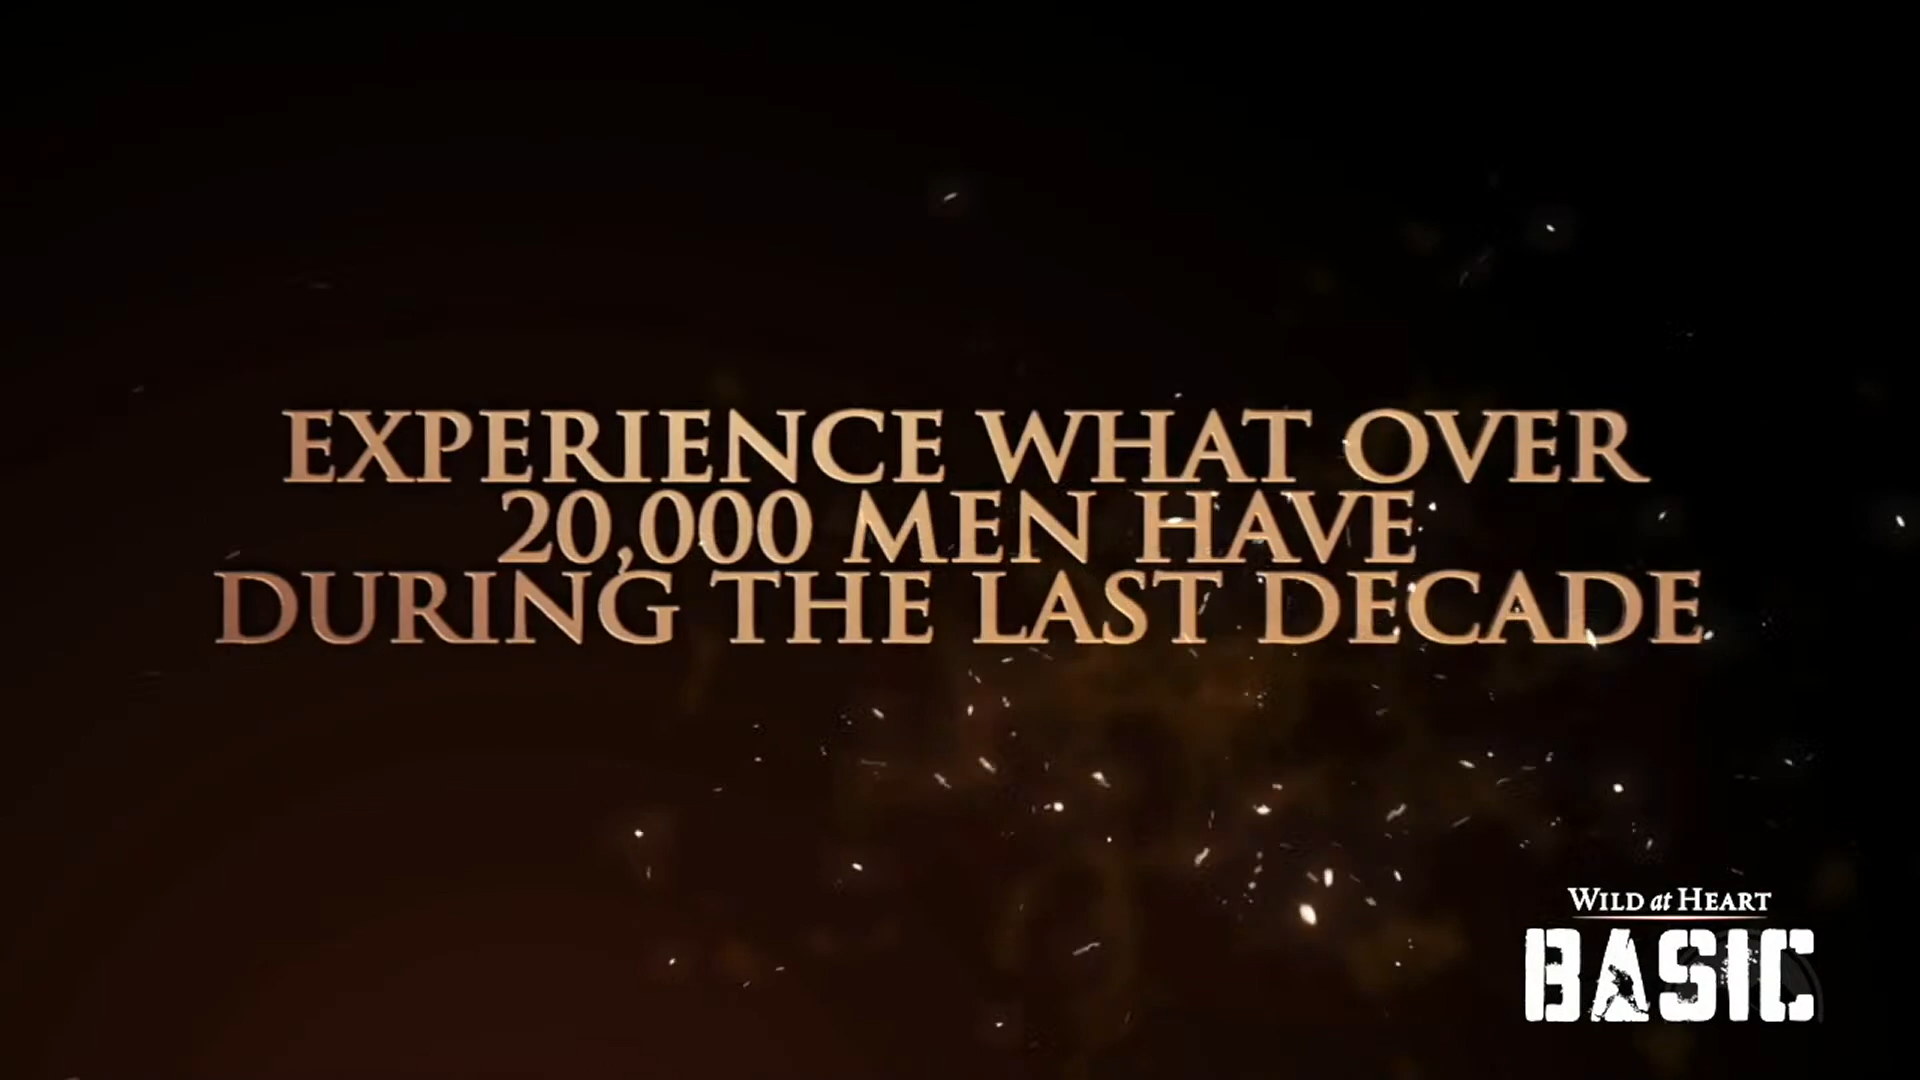 EXPERIENCE WHAT OVER
20,000 MEN HAVE
DURING THE LAST DECADE
WILD at HEART
BASIC